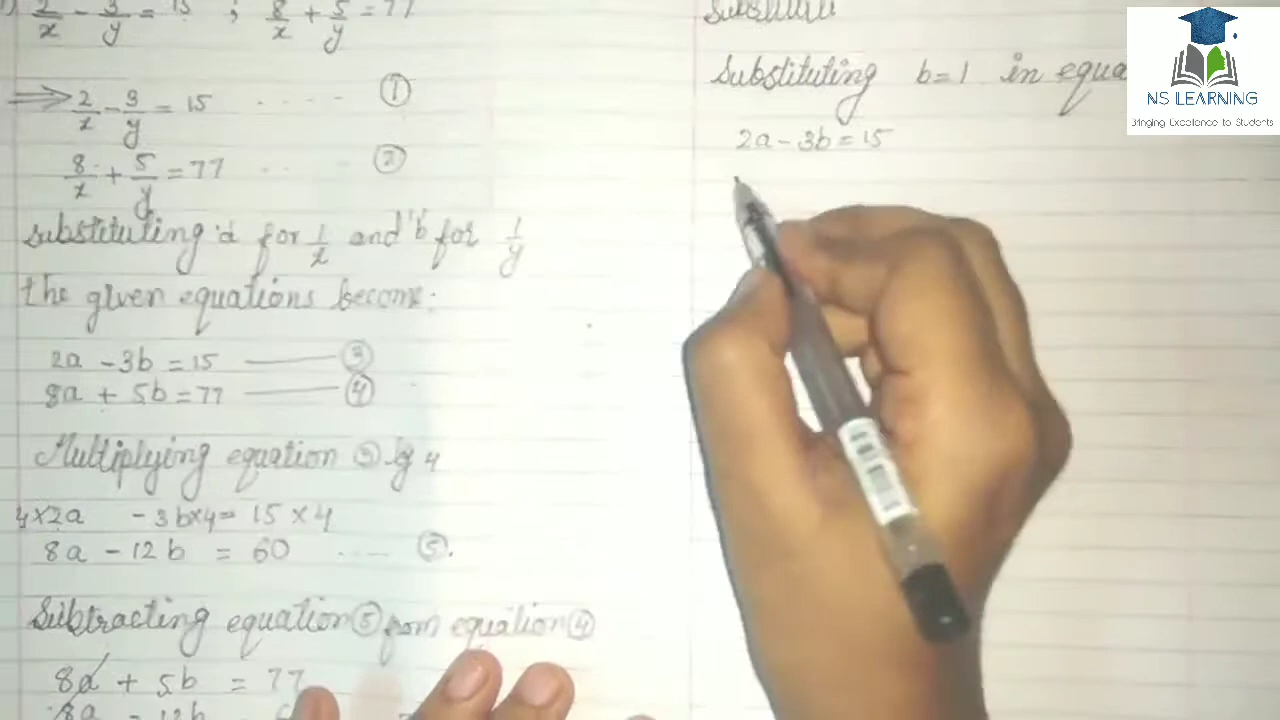 2/x - 3/y = 15 ; 8/x + 5/y = 77
⟹ 2/x - 3/y = 15 ..... ①
8/x + 5/y = 77 .. ②
Substituting 'a' for 1/x and 'b' for 1/y
the given equations become:
2a - 3b = 15 —— ③
8a + 5b = 77 —— ④
Multiplying equation ③ by 4
4×2a - 3b×4 = 15×4
8a - 12b = 60 ..... ⑤.
Subtracting equation ⑤ from equation ④
8a + 5b = 77
8a - 12b
Substituting b=1 in equa
2a - 3b = 15
NS LEARNING
Bringing Excellence to Students